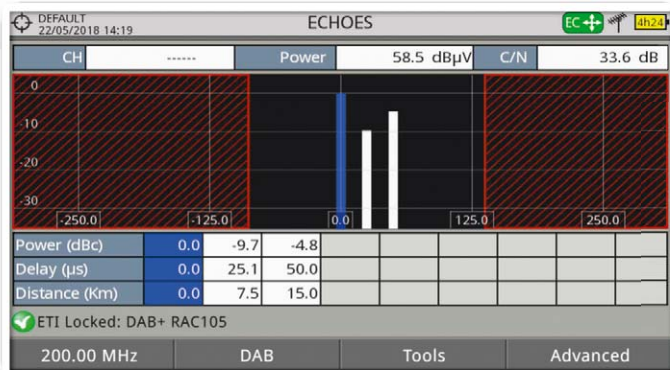 DEFAULT
22/05/2018 14:19
ECHOES
EC
4h24
CH ------ Power 58.5 dBµV C/N 33.6 dB
0
-10
-20
-30
-250.0 -125.0 0.0 125.0 250.0
Power (dBc) 0.0 -9.7 -4.8
Delay (µs) 0.0 25.1 50.0
Distance (Km) 0.0 7.5 15.0
ETI Locked: DAB+ RAC105
200.00 MHz DAB Tools Advanced